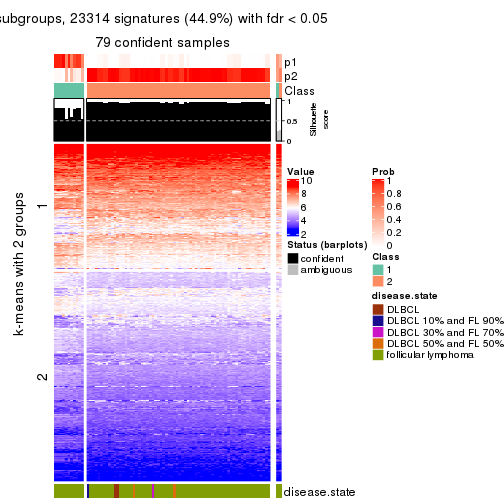 subgroups, 23314 signatures (44.9%) with fdr < 0.05
79 confident samples
p1
p2
Class
1
0.5
0
Silhouette
score
k-means with 2 groups
1
2
Value
10
8
6
4
2
Status (barplots)
confident
ambiguous
Prob
1
0.8
0.6
0.4
0.2
0
Class
1
2
disease.state
DLBCL
DLBCL 10% and FL 90%
DLBCL 30% and FL 70%
DLBCL 50% and FL 50%
follicular lymphoma
disease.state